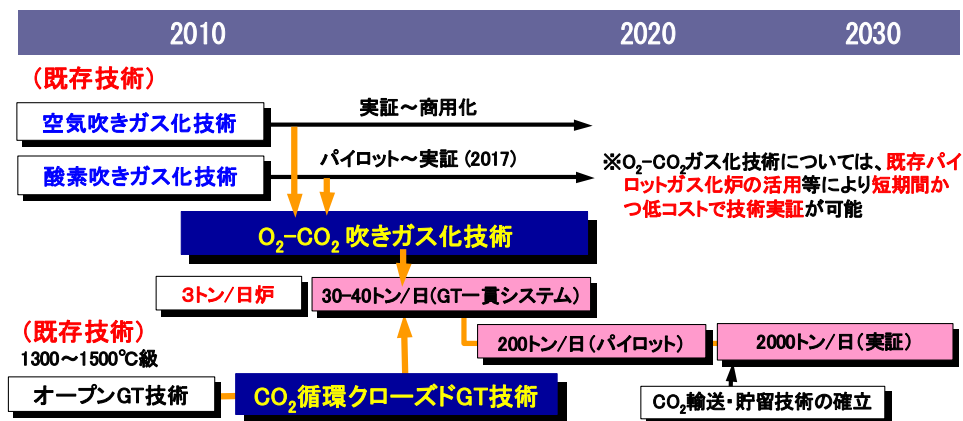 2010 2020 2030
(既存技術)
空気吹きガス化技術
実証～商用化
酸素吹きガス化技術
パイロット～実証(2017)
※O₂-CO₂ガス化技術については、既存パイ
ロットガス化炉の活用等により短期間か
つ低コストで技術実証が可能
O₂-CO₂ 吹きガス化技術
3トン/日炉
30-40トン/日(GT一貫システム)
(既存技術)
1300～1500℃級
200トン/日(パイロット)
2000トン/日(実証)
オープンGT技術
CO₂循環クローズドGT技術
CO₂輸送・貯留技術の確立